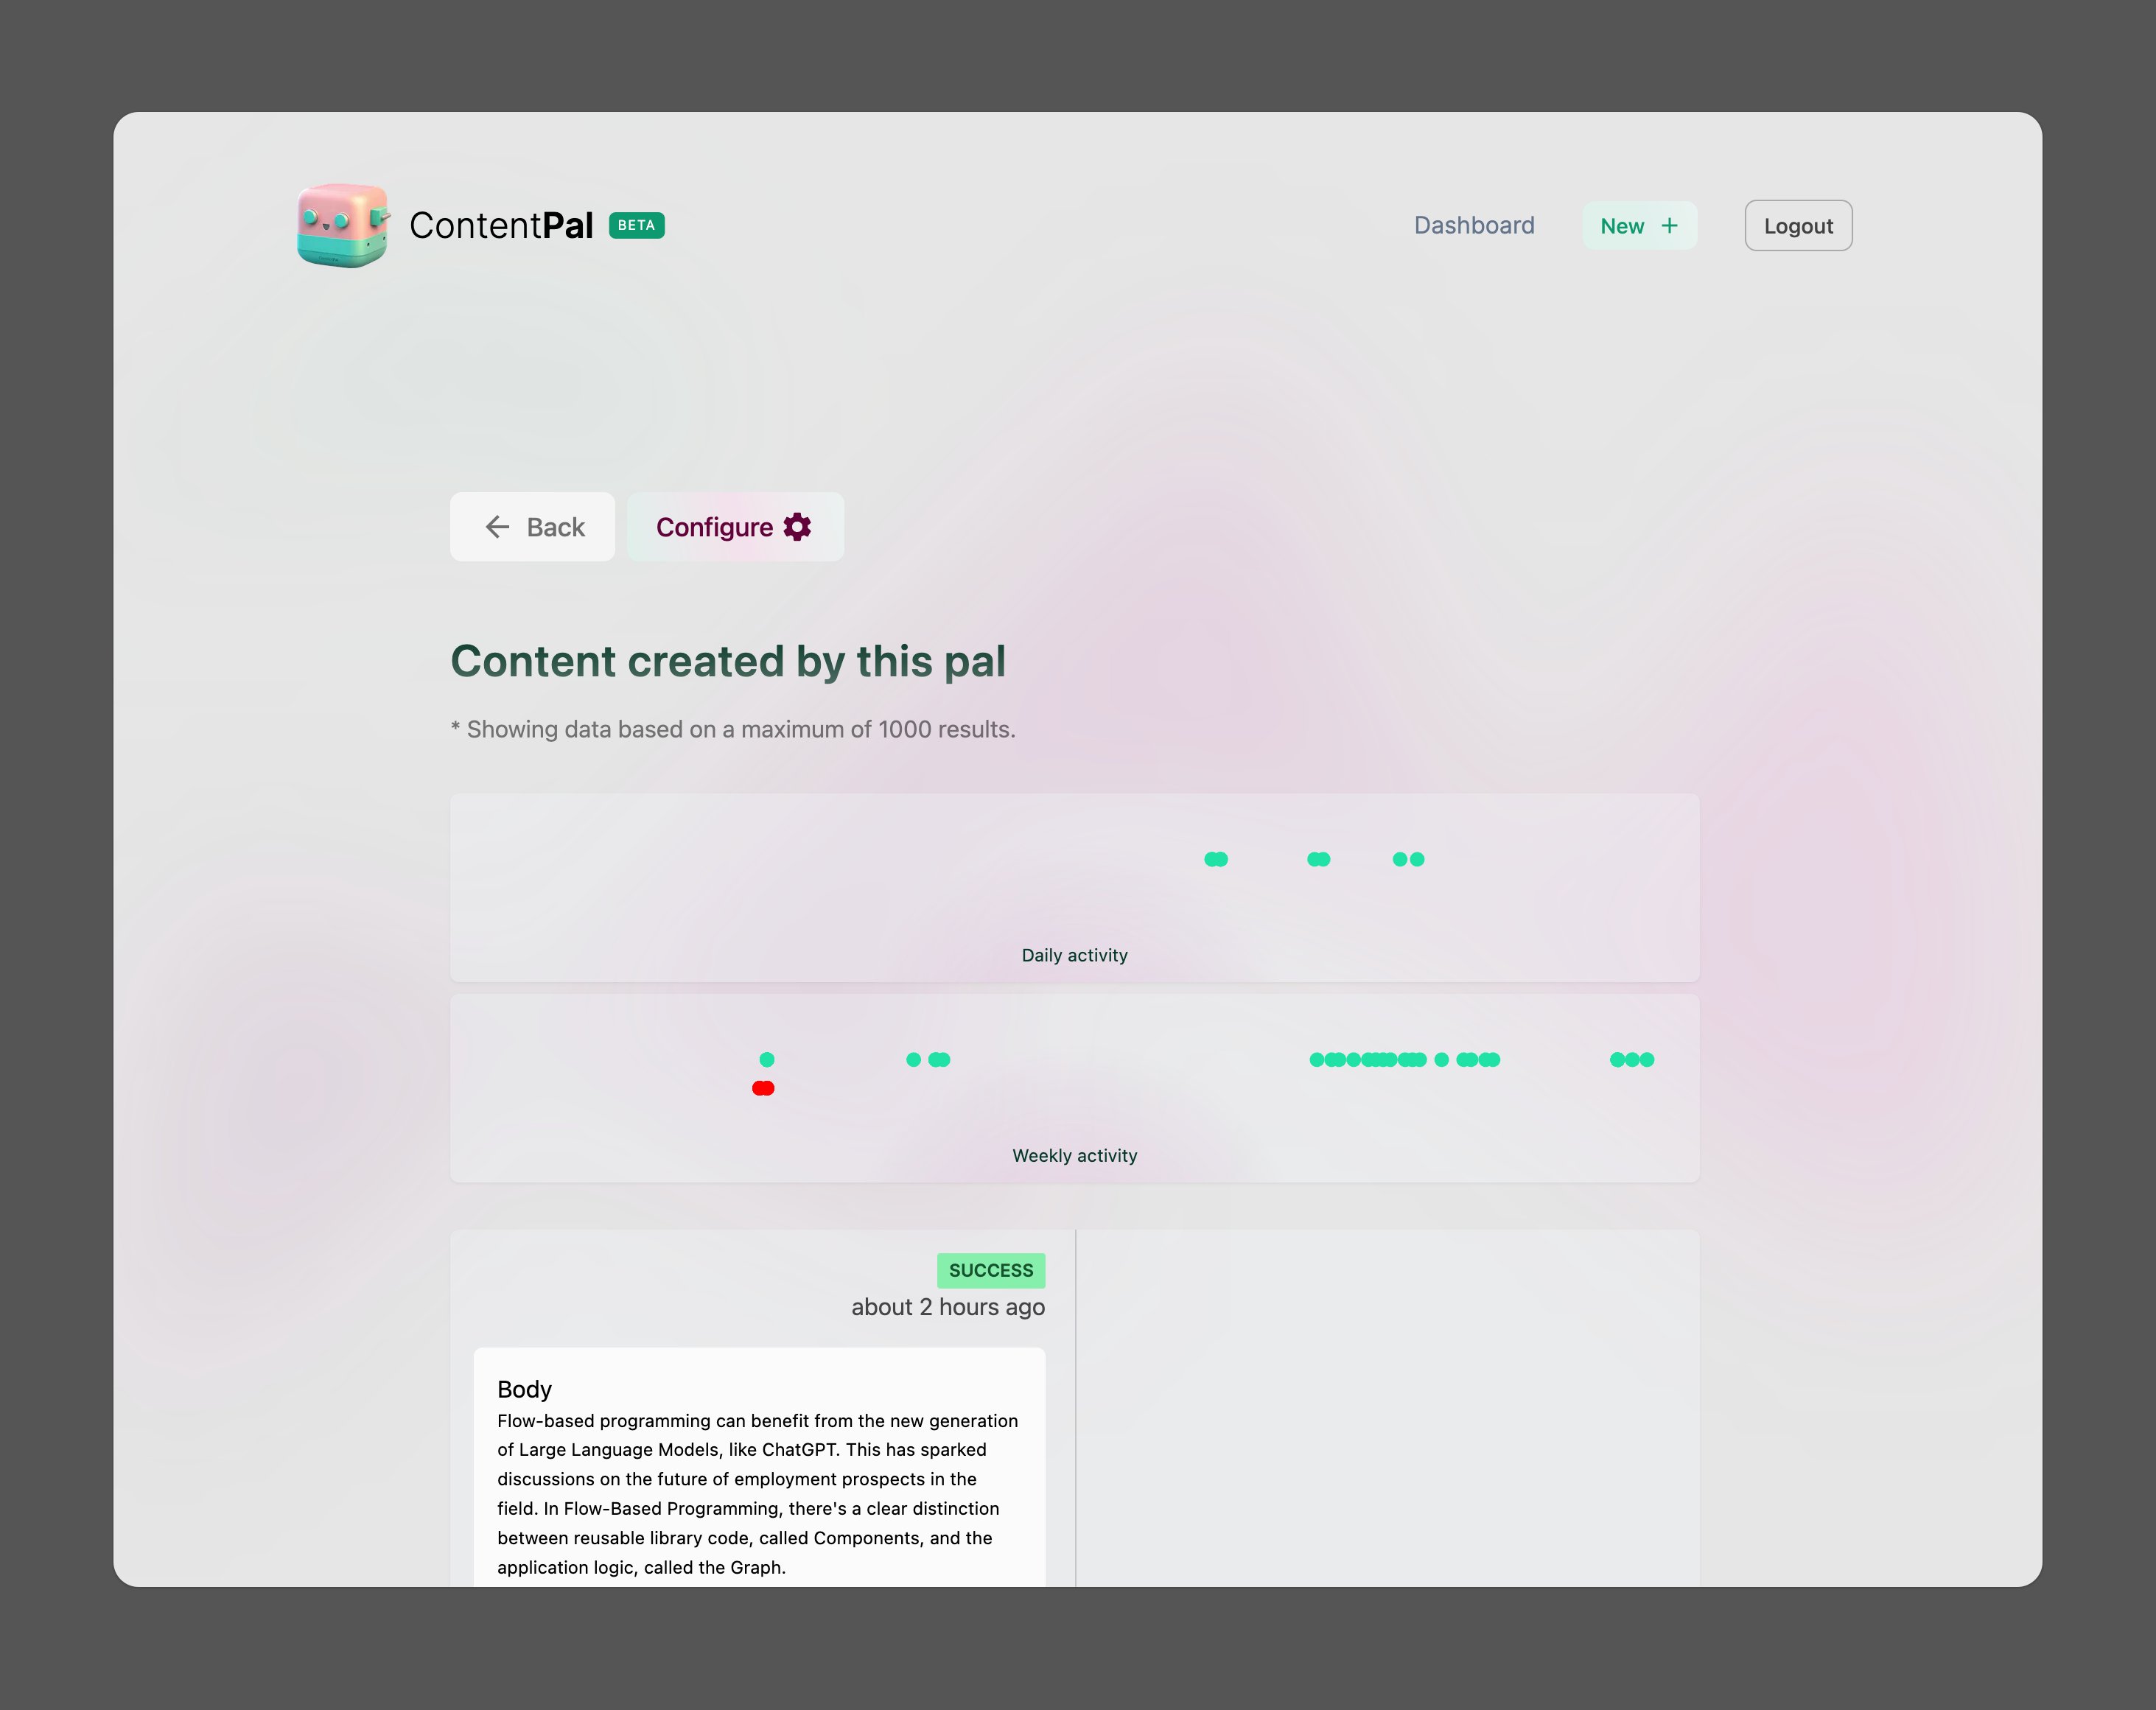 ContentPal BETA
Dashboard
New +
Logout
Back
Configure
Content created by this pal
* Showing data based on a maximum of 1000 results.
Daily activity
Weekly activity
SUCCESS
about 2 hours ago
Body
Flow-based programming can benefit from the new generation
of Large Language Models, like ChatGPT. This has sparked
discussions on the future of employment prospects in the
field. In Flow-Based Programming, there's a clear distinction
between reusable library code, called Components, and the
application logic, called the Graph.